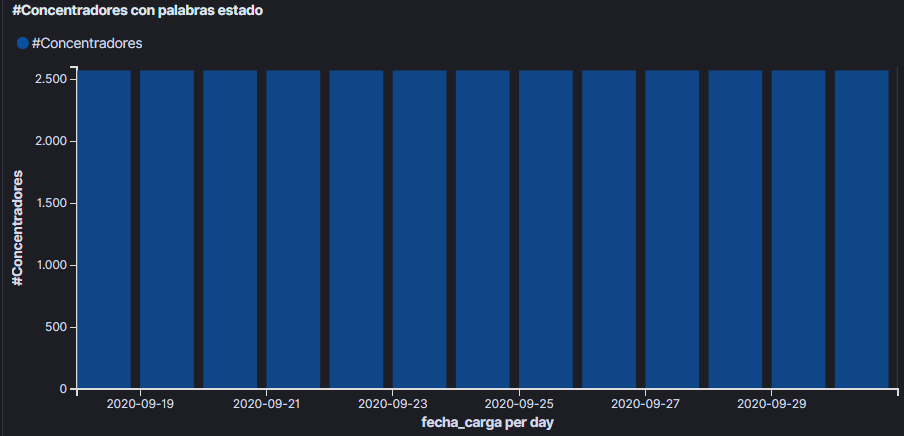 #Concentradores con palabras estado
#Concentradores
2.500
2.000
1.500
1.000
500
0
#Concentradores
2020-09-19 2020-09-21 2020-09-23 2020-09-25 2020-09-27 2020-09-29
fecha_carga per day